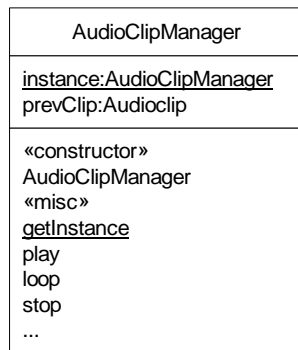 AudioClipManager
instance:AudioClipManager
prevClip:Audioclip
«constructor»
AudioClipManager
«misc»
getInstance
play
loop
stop
...